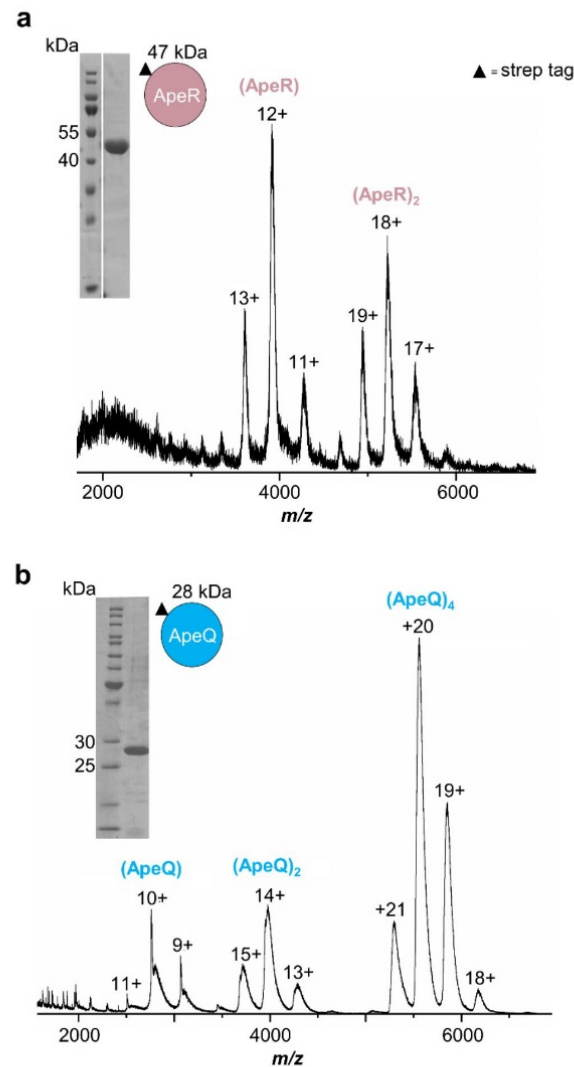 a
kDa
47 kDa
ApeR
▲ = strep tag
55
40
(ApeR)
12+
13+
11+
(ApeR)2
18+
19+
17+
2000 4000 6000
m/z
b
kDa
28 kDa
ApeQ
30
25
(ApeQ)
10+
9+
11+
(ApeQ)2
14+
15+
13+
(ApeQ)4
+20
19+
+21
18+
2000 4000 6000
m/z